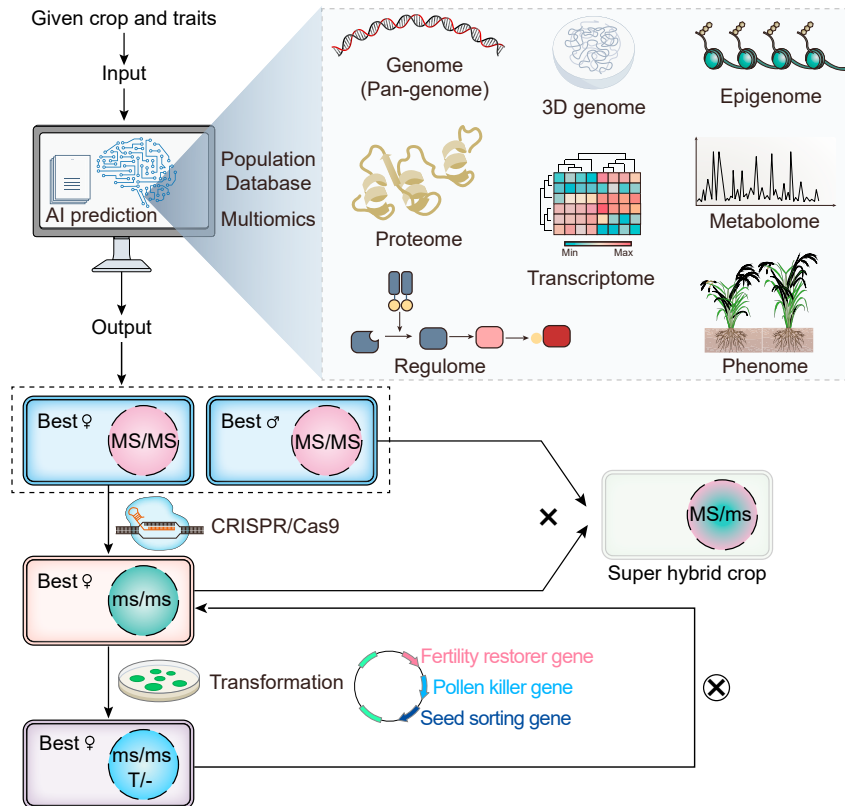 Given crop and traits
Input
AI prediction
Population
Database
Multiomics
Genome
(Pan-genome)
3D genome
Epigenome
Proteome
Min
Max
Transcriptome
Metabolome
Regulome
Phenome
Output
Best ♀
MS/MS
Best ♂
MS/MS
CRISPR/Cas9
×
MS/ms
Super hybrid crop
Best ♀
ms/ms
Transformation
Fertility restorer gene
Pollen killer gene
Seed sorting gene
Best ♀
ms/ms
T/-